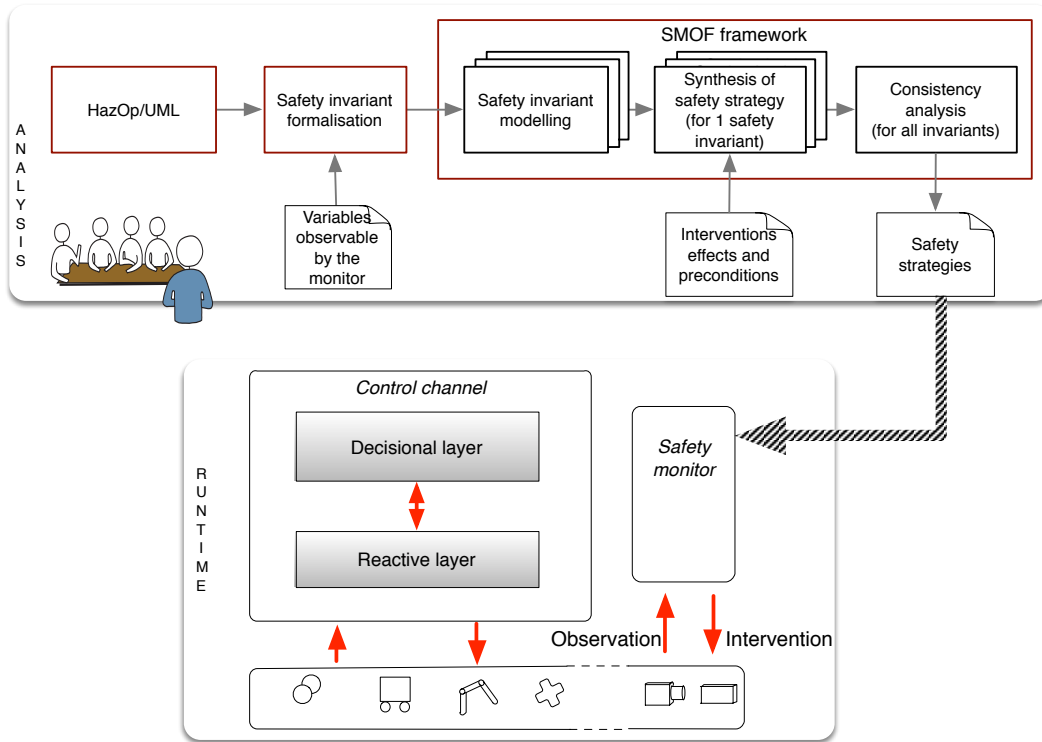 SMOF framework
HazOp/UML
Safety invariant
formalisation
Safety invariant
modelling
Synthesis of
safety strategy
(for 1 safety
invariant)
Consistency
analysis
(for all invariants)
ANALYSIS
Variables
observable
by the
monitor
Interventions
effects and
preconditions
Safety
strategies
Control channel
Decisional layer
Reactive layer
Safety
monitor
RUNTIME
Observation
Intervention